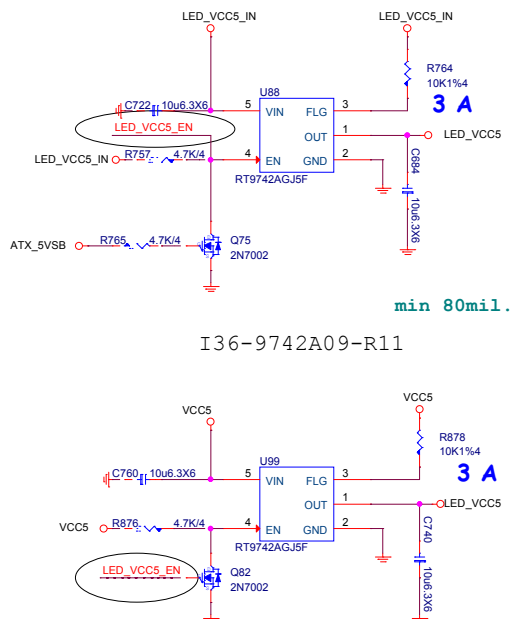 LED_VCC5_IN
LED_VCC5_IN
R764
10K1%4
3 A
C722
10u6.3X6
U88
5
VIN
FLG
3
LED_VCC5_EN
OUT
1
LED_VCC5
LED_VCC5_IN
R757
4.7K/4
4
EN
GND
2
RT9742AGJ5F
C684
10u6.3X6
ATX_5VSB
R765
4.7K/4
Q75
2N7002
min 80mil.
I36-9742A09-R11
VCC5
VCC5
R878
10K1%4
3 A
C760
10u6.3X6
U99
5
VIN
FLG
3
OUT
1
LED_VCC5
VCC5
R876
4.7K/4
4
EN
GND
2
RT9742AGJ5F
C740
10u6.3X6
LED_VCC5_EN
Q82
2N7002